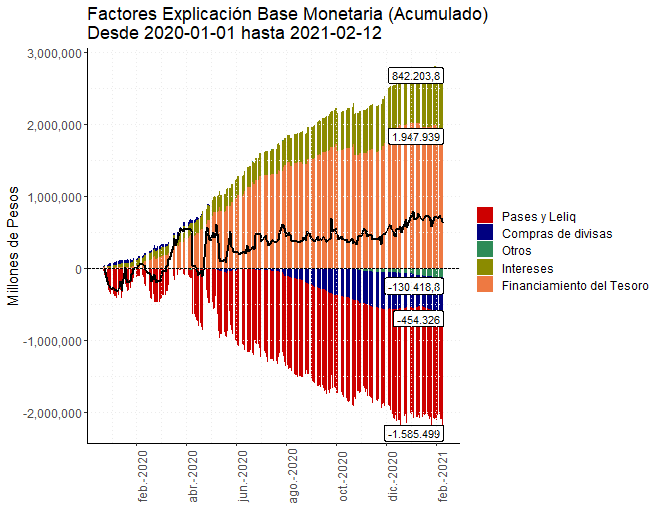 Factores Explicación Base Monetaria (Acumulado)
Desde 2020-01-01 hasta 2021-02-12
Millones de Pesos
3,000,000
2,000,000
1,000,000
0
-1,000,000
-2,000,000
842.203,8
1.947.939
-130.418,8
-454.326
-1.585.499
feb.-2020
abr.-2020
jun.-2020
ago.-2020
oct.-2020
dic.-2020
feb.-2021
Pases y Leliq
Compras de divisas
Otros
Intereses
Financiamiento del Tesoro